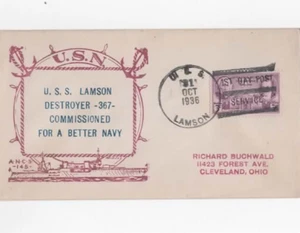 U.S.N.
U. S. S. LAMSON
DESTROYER -367-
COMMISSIONED
FOR A BETTER NAVY
A.N.C.S.
-145-
U. S. S.
21
OCT
1936
LAMSON
1ST DAY POST
SERVICE
RICHARD BUCHWALD
11423 FOREST AVE.
CLEVELAND, OHIO